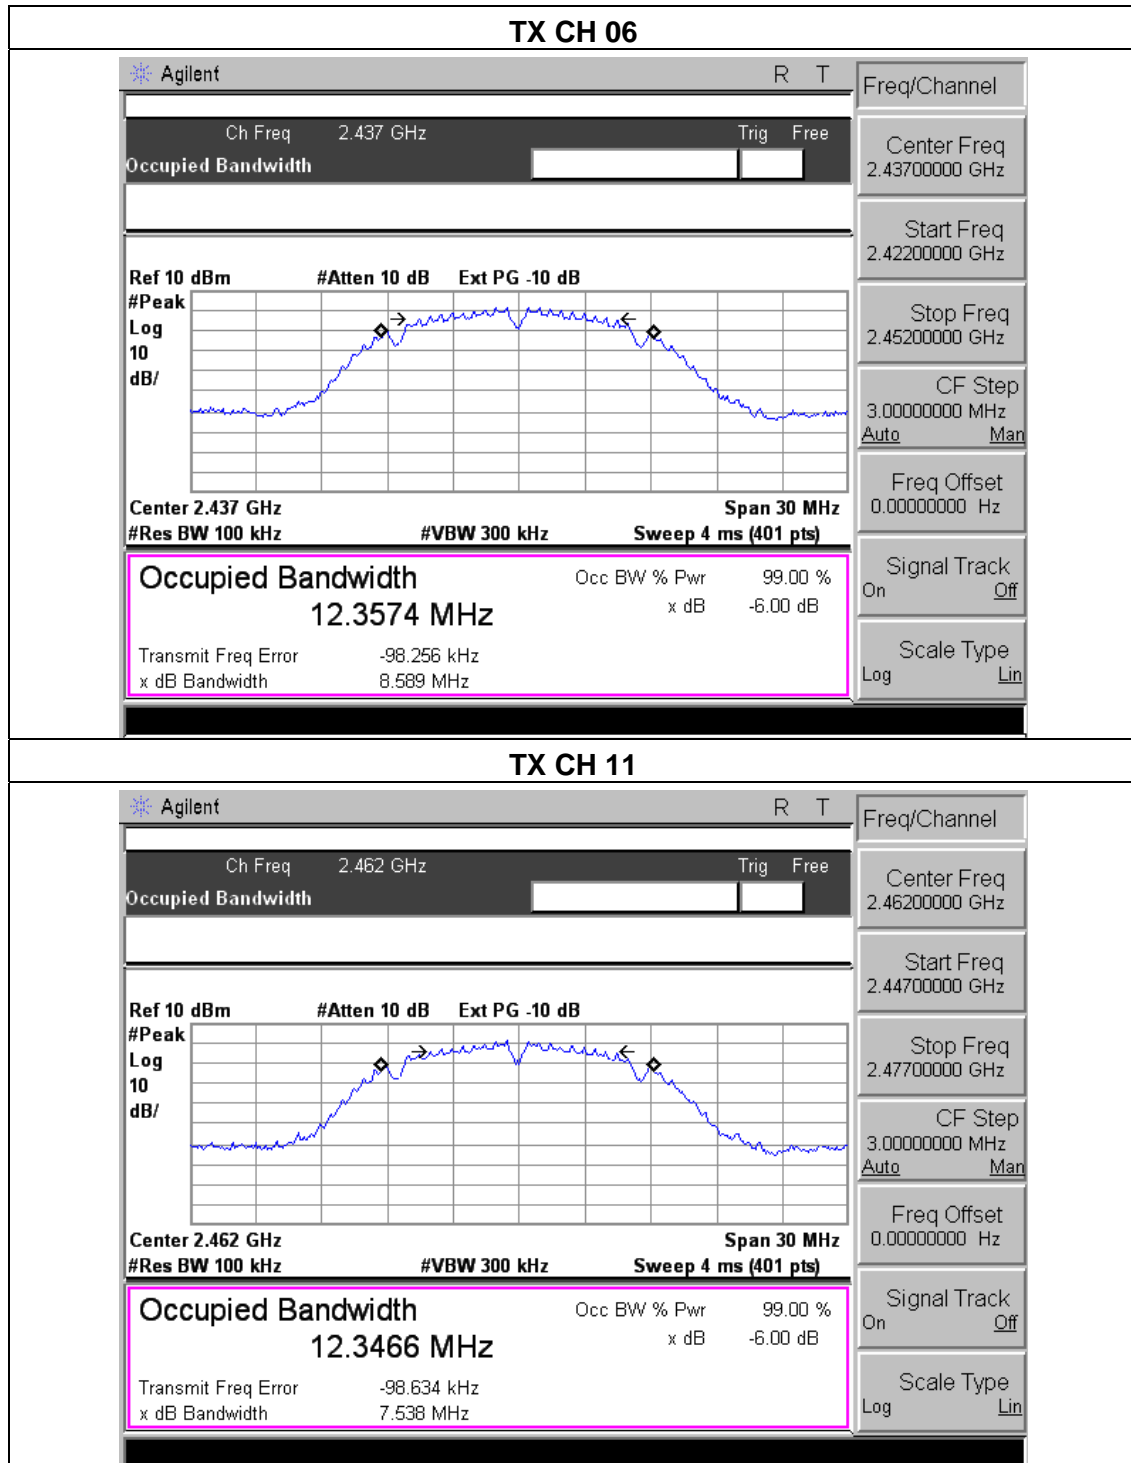 TX CH 06
Agilent R T
Freq/Channel
Ch Freq 2.437 GHz Trig Free
Occupied Bandwidth
Center Freq
2.43700000 GHz
Start Freq
2.42200000 GHz
Ref 10 dBm #Atten 10 dB Ext PG -10 dB
#Peak
Log
10
dB/
Stop Freq
2.45200000 GHz
CF Step
3.00000000 MHz
Auto Man
Freq Offset
0.00000000 Hz
Center 2.437 GHz Span 30 MHz
#Res BW 100 kHz #VBW 300 kHz Sweep 4 ms (401 pts)
Occupied Bandwidth Occ BW % Pwr 99.00 %
12.3574 MHz x dB -6.00 dB
Signal Track
On Off
Transmit Freq Error -98.256 kHz
x dB Bandwidth 8.589 MHz
Scale Type
Log Lin
TX CH 11
Agilent R T
Freq/Channel
Ch Freq 2.462 GHz Trig Free
Occupied Bandwidth
Center Freq
2.46200000 GHz
Start Freq
2.44700000 GHz
Ref 10 dBm #Atten 10 dB Ext PG -10 dB
#Peak
Log
10
dB/
Stop Freq
2.47700000 GHz
CF Step
3.00000000 MHz
Auto Man
Freq Offset
0.00000000 Hz
Center 2.462 GHz Span 30 MHz
#Res BW 100 kHz #VBW 300 kHz Sweep 4 ms (401 pts)
Occupied Bandwidth Occ BW % Pwr 99.00 %
12.3466 MHz x dB -6.00 dB
Signal Track
On Off
Transmit Freq Error -98.634 kHz
x dB Bandwidth 7.538 MHz
Scale Type
Log Lin